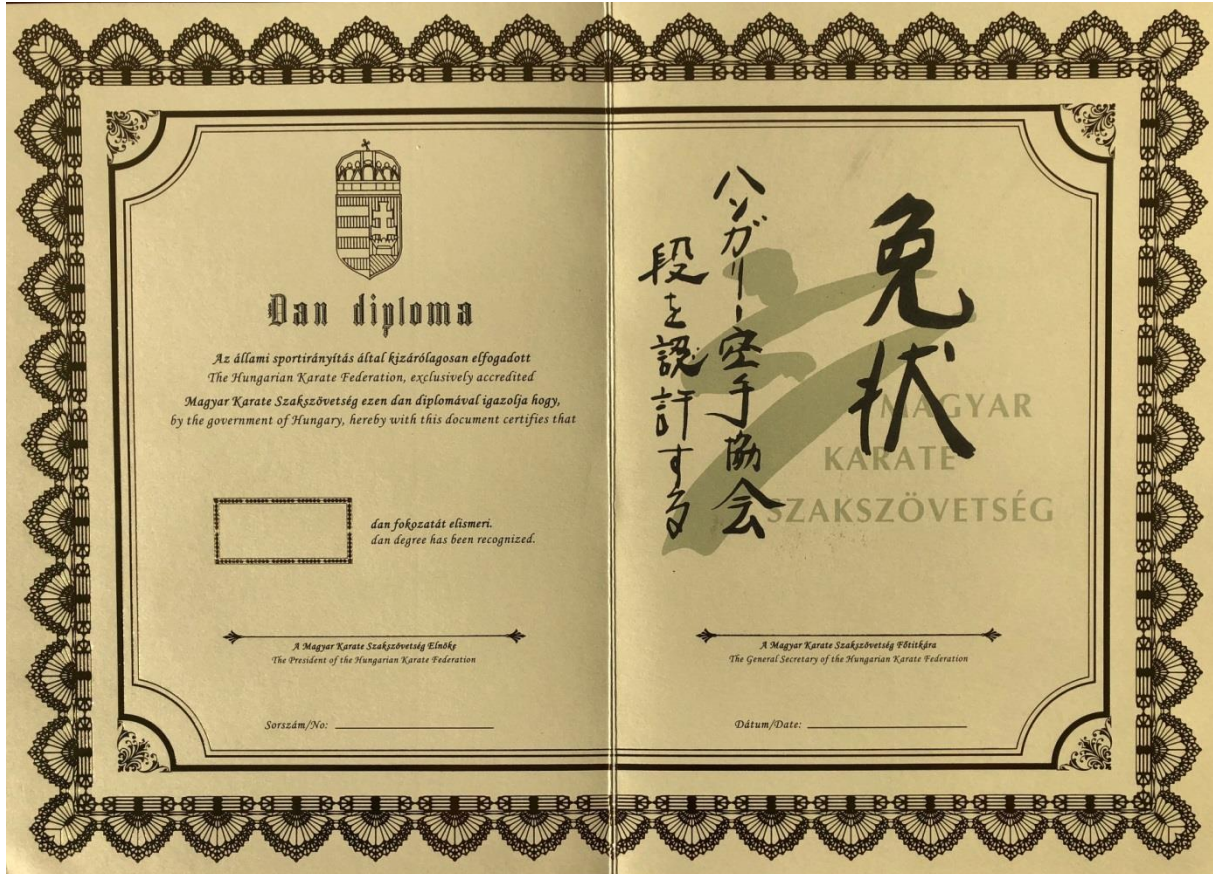 Dan diploma
Az állami sportirányítás által kizárólagosan elfogadott
The Hungarian Karate Federation, exclusively accredited
Magyar Karate Szakszövetség ezen dan diplomával igazolja hogy,
by the government of Hungary, hereby with this document certifies that
dan fokozatát elismeri.
dan degree has been recognized.
A Magyar Karate Szakszövetség Elnöke
The President of the Hungarian Karate Federation
Sorszám/No:
免状
ハンガリー空手協会
段を認許する
MAGYAR
KARATE
SZAKSZÖVETSÉG
A Magyar Karate Szakszövetség Főtitkára
The General Secretary of the Hungarian Karate Federation
Dátum/Date: